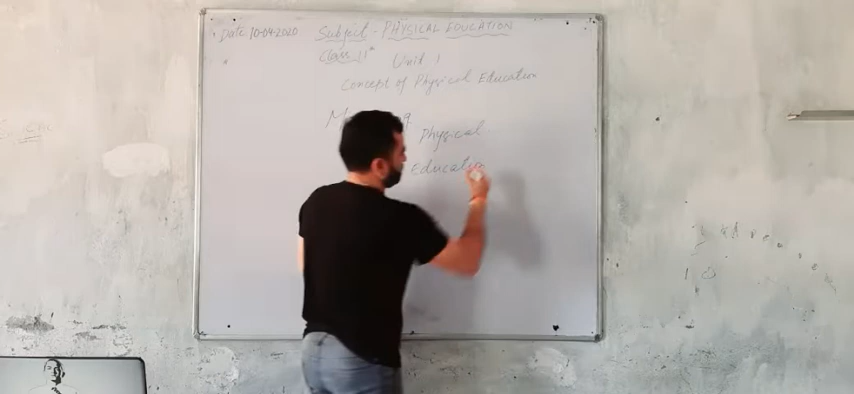 Date 10-04-2020
Subject - PHYSICAL EDUCATION
Class 11th
Unit 1
Concept of Physical Education
Physical
Education